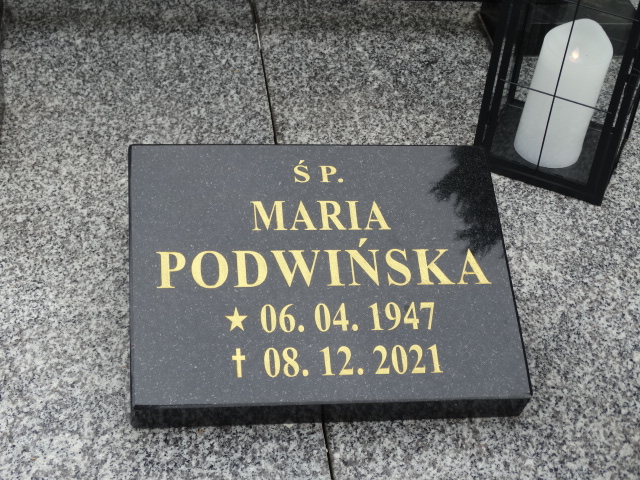 Ś P.
MARIA
PODWIŃSKA
★ 06. 04. 1947
✝ 08. 12. 2021